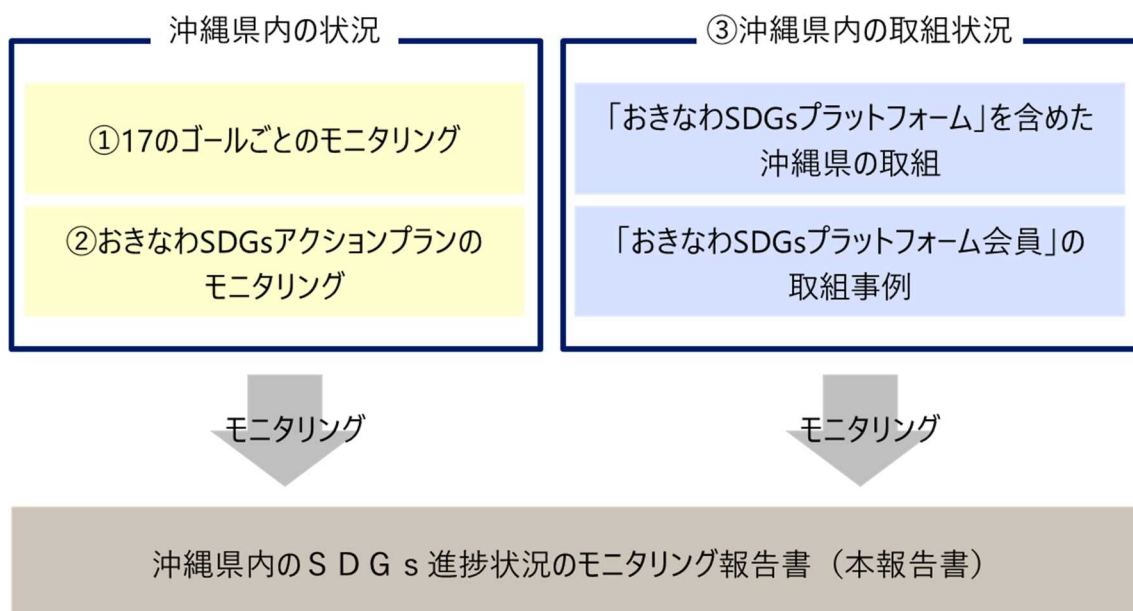 沖縄県内の状況
①17のゴールごとのモニタリング
②おきなわSDGsアクションプランの
モニタリング
③沖縄県内の取組状況
「おきなわSDGsプラットフォーム」を含めた
沖縄県の取組
「おきなわSDGsプラットフォーム会員」の
取組事例
モニタリング
モニタリング
沖縄県内のＳＤＧｓ進捗状況のモニタリング報告書（本報告書）